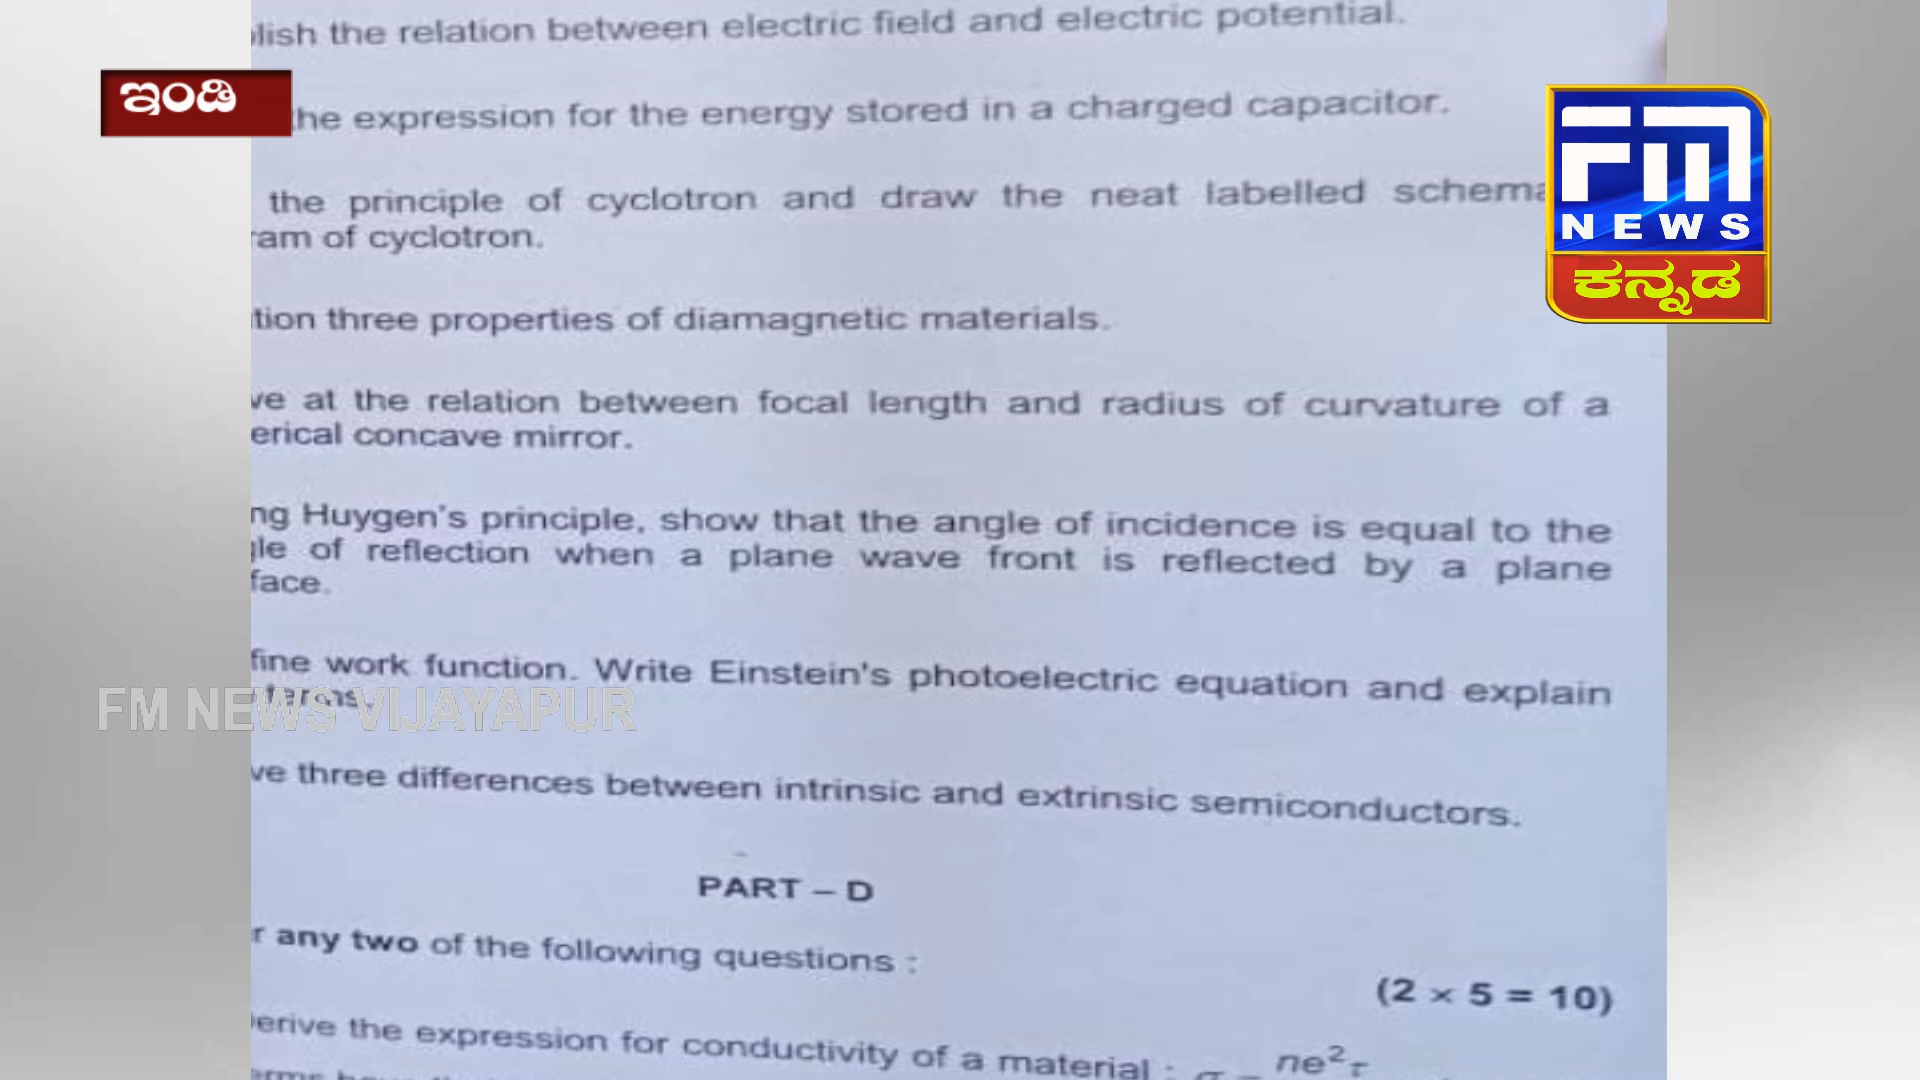 lish the relation between electric field and electric potential.
ಇಂಡಿ
the expression for the energy stored in a charged capacitor.
FM
NEWS
ಕನ್ನಡ
the principle of cyclotron and draw the neat labelled schema
ram of cyclotron.
tion three properties of diamagnetic materials.
ve at the relation between focal length and radius of curvature of a
erical concave mirror.
ng Huygen's principle, show that the angle of incidence is equal to the
gle of reflection when a plane wave front is reflected by a plane
face.
fine work function. Write Einstein's photoelectric equation and explain
terms.
FM NEWS VIJAYAPUR
ve three differences between intrinsic and extrinsic semiconductors.
PART – D
r any two of the following questions :
(2 × 5 = 10)
erive the expression for conductivity of a material : σ = ne²τ